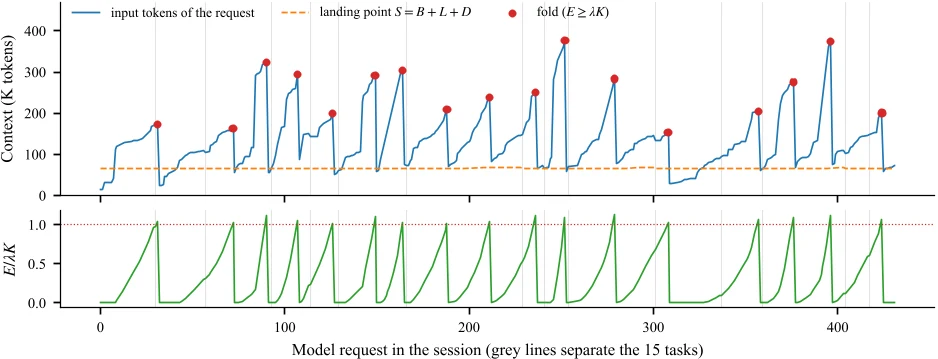 input tokens of the request landing point S = B + L + D fold (E ≥ λK)
Context (K tokens)
400
300
200
100
0
E/λK
1.0
0.5
0.0
0 100 200 300 400
Model request in the session (grey lines separate the 15 tasks)